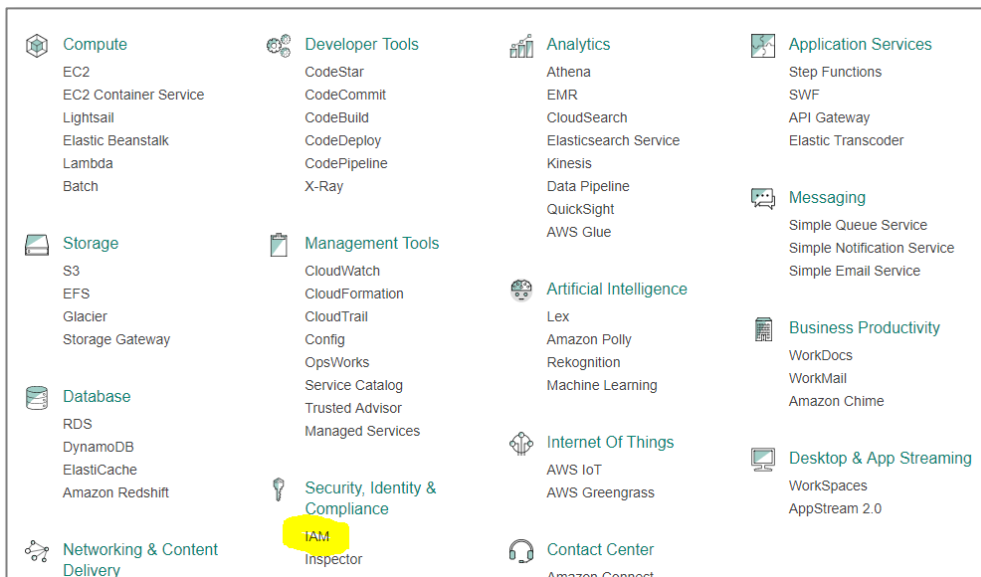 Compute
EC2
EC2 Container Service
Lightsail
Elastic Beanstalk
Lambda
Batch
Storage
S3
EFS
Glacier
Storage Gateway
Database
RDS
DynamoDB
ElastiCache
Amazon Redshift
Networking & Content
Delivery
Developer Tools
CodeStar
CodeCommit
CodeBuild
CodeDeploy
CodePipeline
X-Ray
Management Tools
CloudWatch
CloudFormation
CloudTrail
Config
OpsWorks
Service Catalog
Trusted Advisor
Managed Services
Security, Identity &
Compliance
IAM
Inspector
Analytics
Athena
EMR
CloudSearch
Elasticsearch Service
Kinesis
Data Pipeline
QuickSight
AWS Glue
Artificial Intelligence
Lex
Amazon Polly
Rekognition
Machine Learning
Internet Of Things
AWS IoT
AWS Greengrass
Contact Center
Amazon Connect
Application Services
Step Functions
SWF
API Gateway
Elastic Transcoder
Messaging
Simple Queue Service
Simple Notification Service
Simple Email Service
Business Productivity
WorkDocs
WorkMail
Amazon Chime
Desktop & App Streaming
WorkSpaces
AppStream 2.0